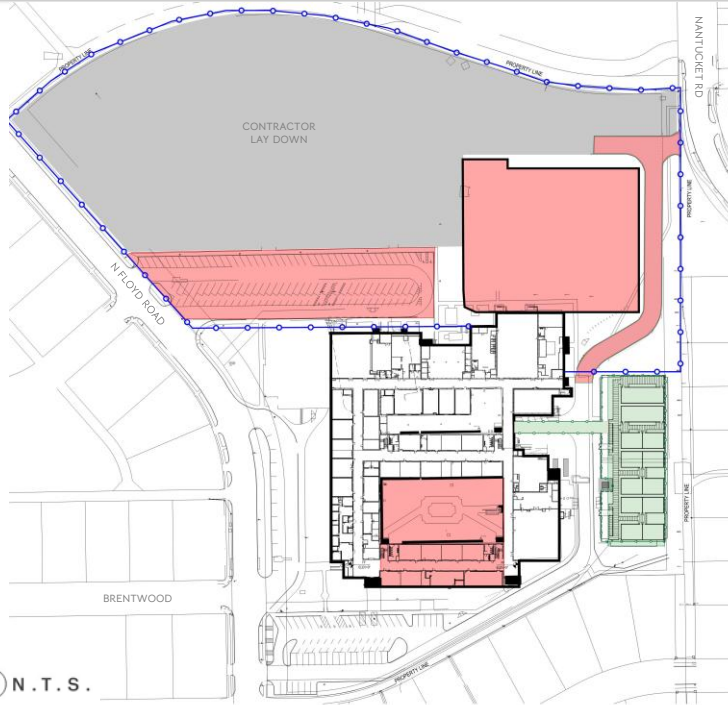 NANTUCKET RD
PROPERTY LINE
PROPERTY LINE
CONTRACTOR
LAY DOWN
PROPERTY LINE
N FLOYD ROAD
PROPERTY LINE
BRENTWOOD
PROPERTY LINE
N.T.S.